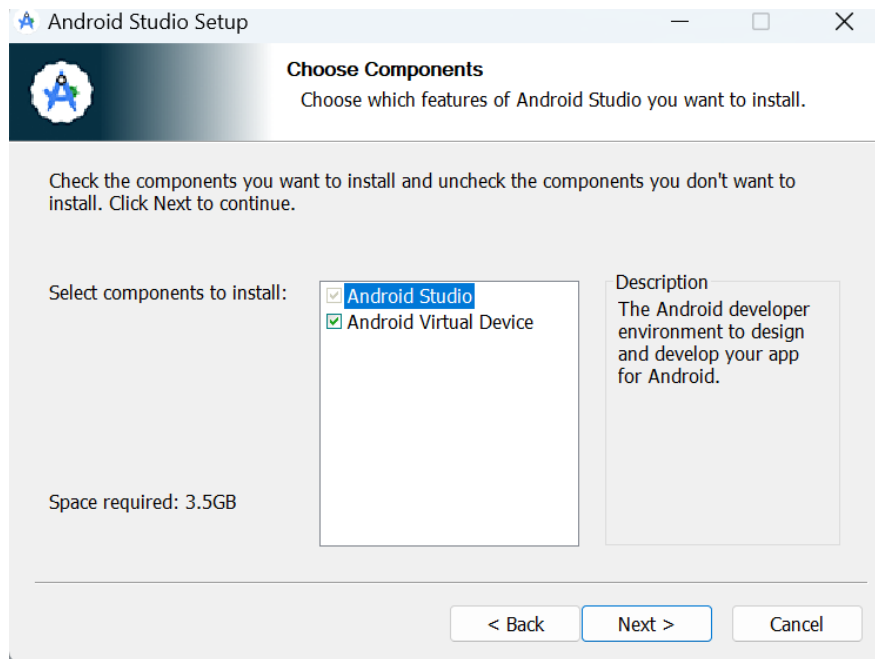 Android Studio Setup
Choose Components
Choose which features of Android Studio you want to install.
Check the components you want to install and uncheck the components you don't want to
install. Click Next to continue.
Select components to install:
Android Studio
Android Virtual Device
Description
The Android developer
environment to design
and develop your app
for Android.
Space required: 3.5GB
< Back
Next >
Cancel